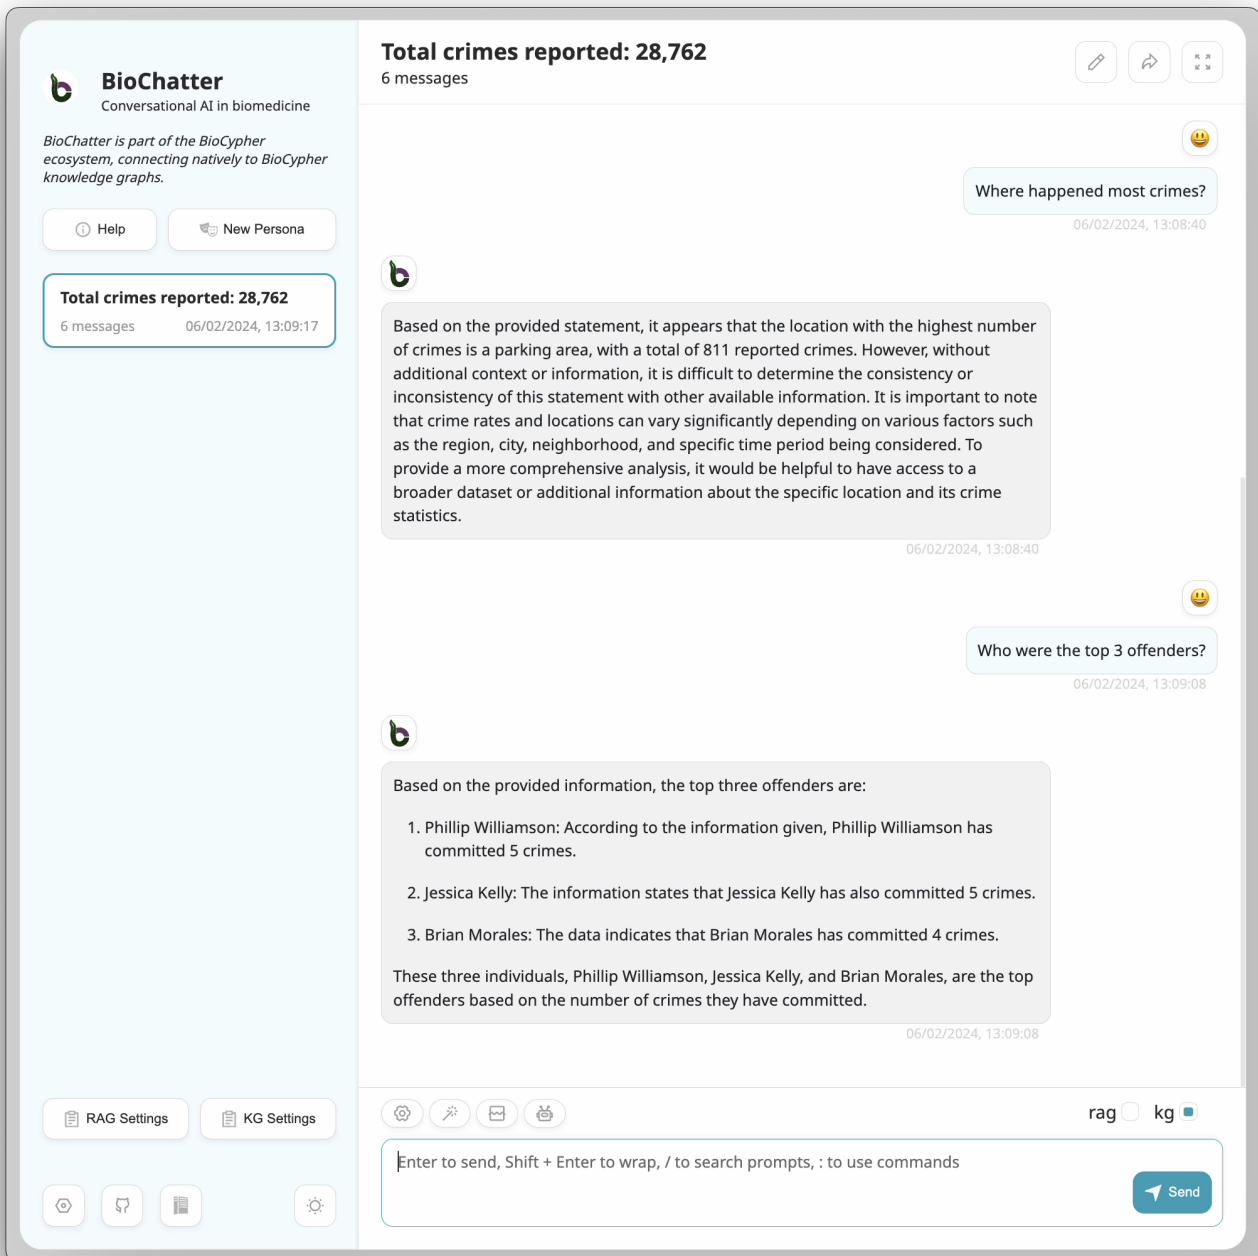 BioChatter
Conversational AI in biomedicine
BioChatter is part of the BioCypher
ecosystem, connecting natively to BioCypher
knowledge graphs.
Help
New Persona
Total crimes reported: 28,762
6 messages
06/02/2024, 13:09:17
RAG Settings
KG Settings
Total crimes reported: 28,762
6 messages
Where happened most crimes?
06/02/2024, 13:08:40
Based on the provided statement, it appears that the location with the highest number
of crimes is a parking area, with a total of 811 reported crimes. However, without
additional context or information, it is difficult to determine the consistency or
inconsistency of this statement with other available information. It is important to note
that crime rates and locations can vary significantly depending on various factors such
as the region, city, neighborhood, and specific time period being considered. To
provide a more comprehensive analysis, it would be helpful to have access to a
broader dataset or additional information about the specific location and its crime
statistics.
06/02/2024, 13:08:40
Who were the top 3 offenders?
06/02/2024, 13:09:08
Based on the provided information, the top three offenders are:
1. Phillip Williamson: According to the information given, Phillip Williamson has
committed 5 crimes.
2. Jessica Kelly: The information states that Jessica Kelly has also committed 5 crimes.
3. Brian Morales: The data indicates that Brian Morales has committed 4 crimes.
These three individuals, Phillip Williamson, Jessica Kelly, and Brian Morales, are the top
offenders based on the number of crimes they have committed.
06/02/2024, 13:09:08
rag
kg
Enter to send, Shift + Enter to wrap, / to search prompts, : to use commands
Send